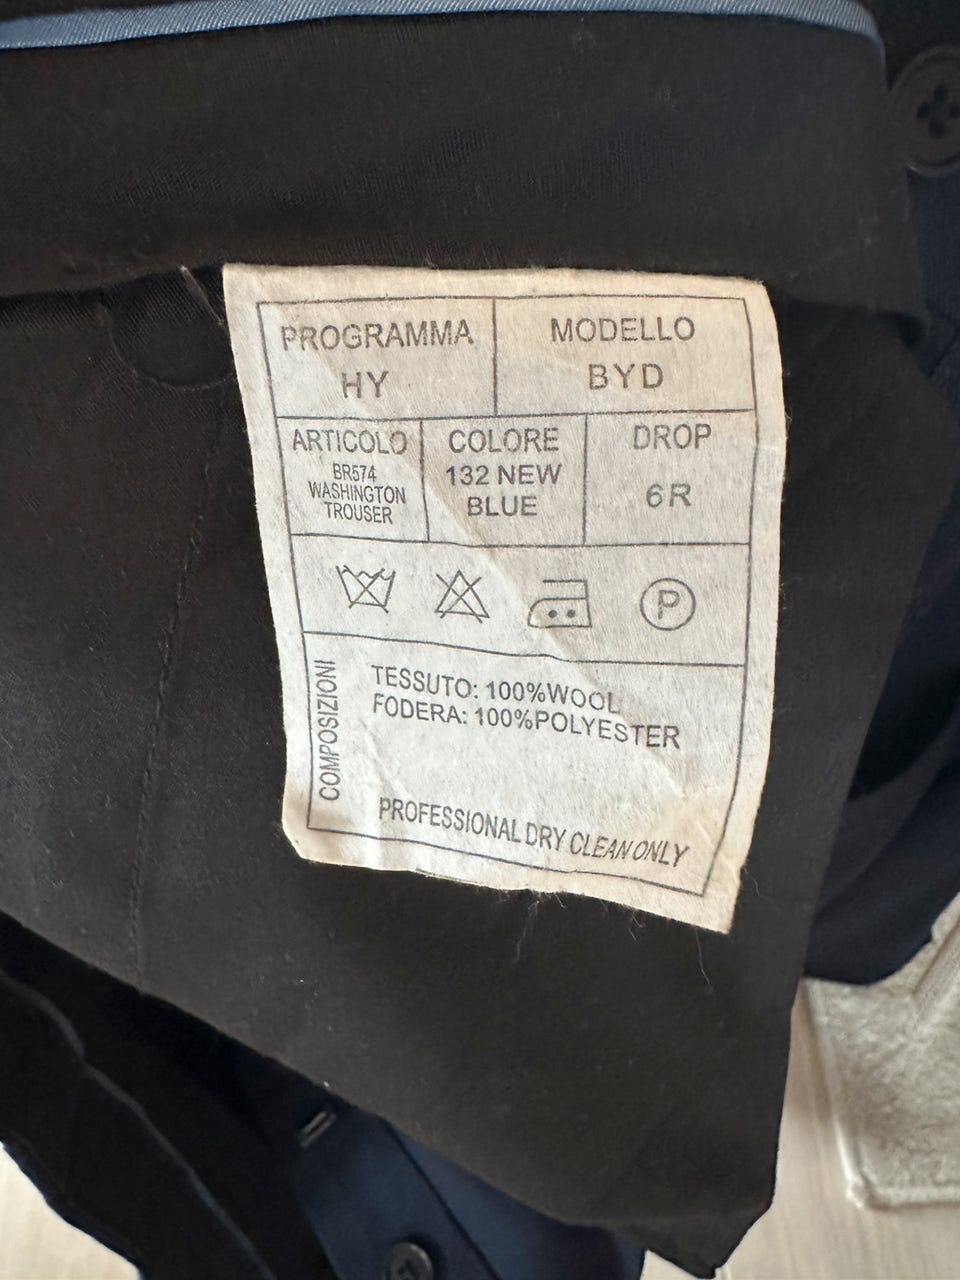 PROGRAMMA
HY
MODELLO
BYD
ARTICOLO
BR574
WASHINGTON
TROUSER
COLORE
132 NEW
BLUE
DROP
6R
P
COMPOSIZIONI
TESSUTO: 100%WOOL
FODERA: 100%POLYESTER
PROFESSIONAL DRY CLEAN ONLY